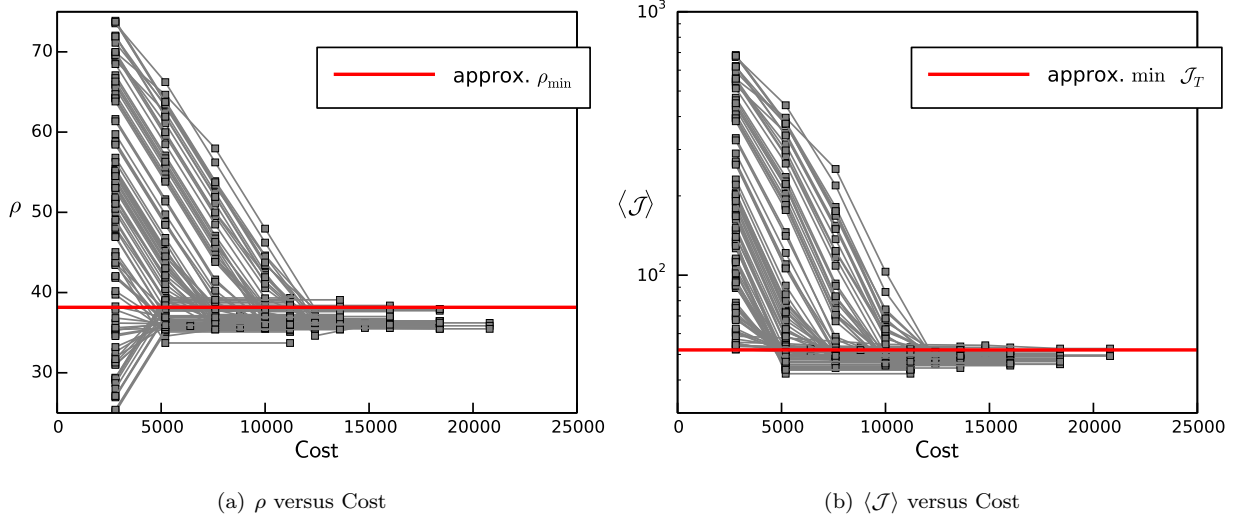 70
60
50
40
30
ρ
approx. ρ_min
0 5000 10000 15000 20000 25000
Cost
(a) ρ versus Cost
10^3
10^2
⟨𝒥⟩
approx. min 𝒥_T
0 5000 10000 15000 20000 25000
Cost
(b) ⟨𝒥⟩ versus Cost